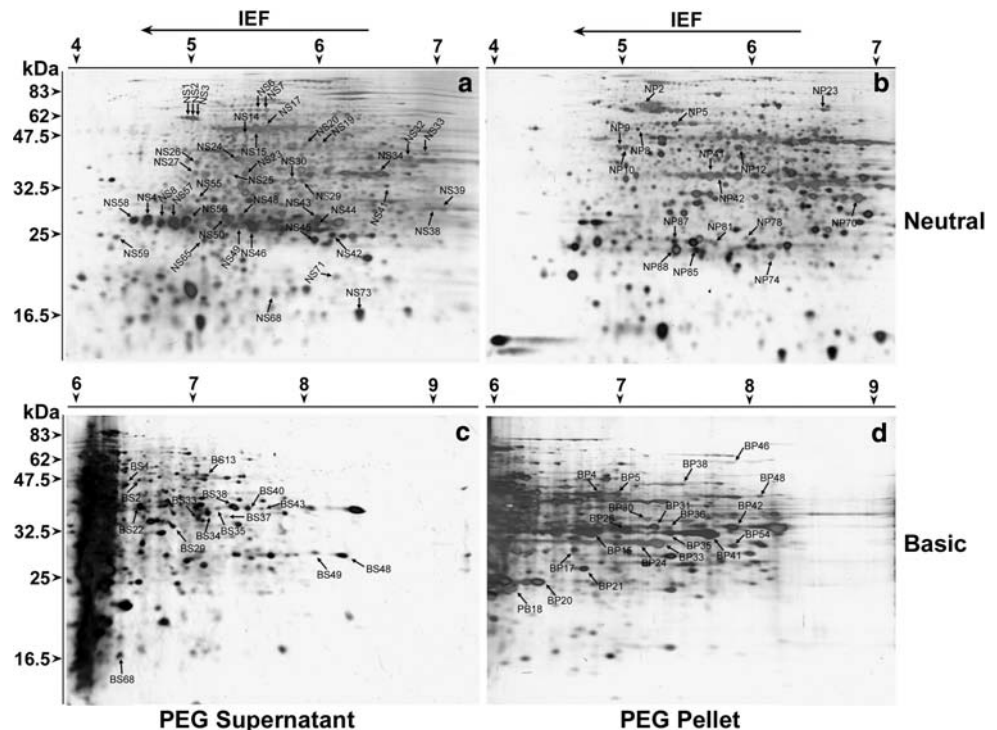 IEF
IEF
4 5 6 7
5 6 7
kDa
83
62
47.5
32.5
25
16.5
a
NS1
NS2
NS3
NS6
NS7
NS17
NS14
NS20
NS19
NS32
NS33
NS15
NS24
NS26
NS27
NS23
NS30
NS34
NS25
NS29
NS55
NS4
NS8
NS57
NS58
NS56
NS48
NS43
NS44
NS41
NS39
NS38
NS50
NS45
NS42
NS59
NS65
NS49
NS46
NS71
NS73
NS68
b
NP2
NP23
NP5
NP9
NP8
NP10
NP41
NP12
NP42
NP70
NP87
NP81
NP78
NP88
NP85
NP74
Neutral
6 7 8 9
6 7 8 9
kDa
83
62
47.5
32.5
25
16.5
c
BS1
BS13
BS2
BS38
BS40
BS33
BS43
BS22
BS37
BS35
BS34
BS29
BS49
BS48
BS68
d
BP46
BP38
BP4
BP5
BP48
BP31
BP36
BP42
BP15
BP35
BP54
BP24
BP33
BP41
BP17
BP21
PB18
BP20
Basic
PEG Supernatant
PEG Pellet